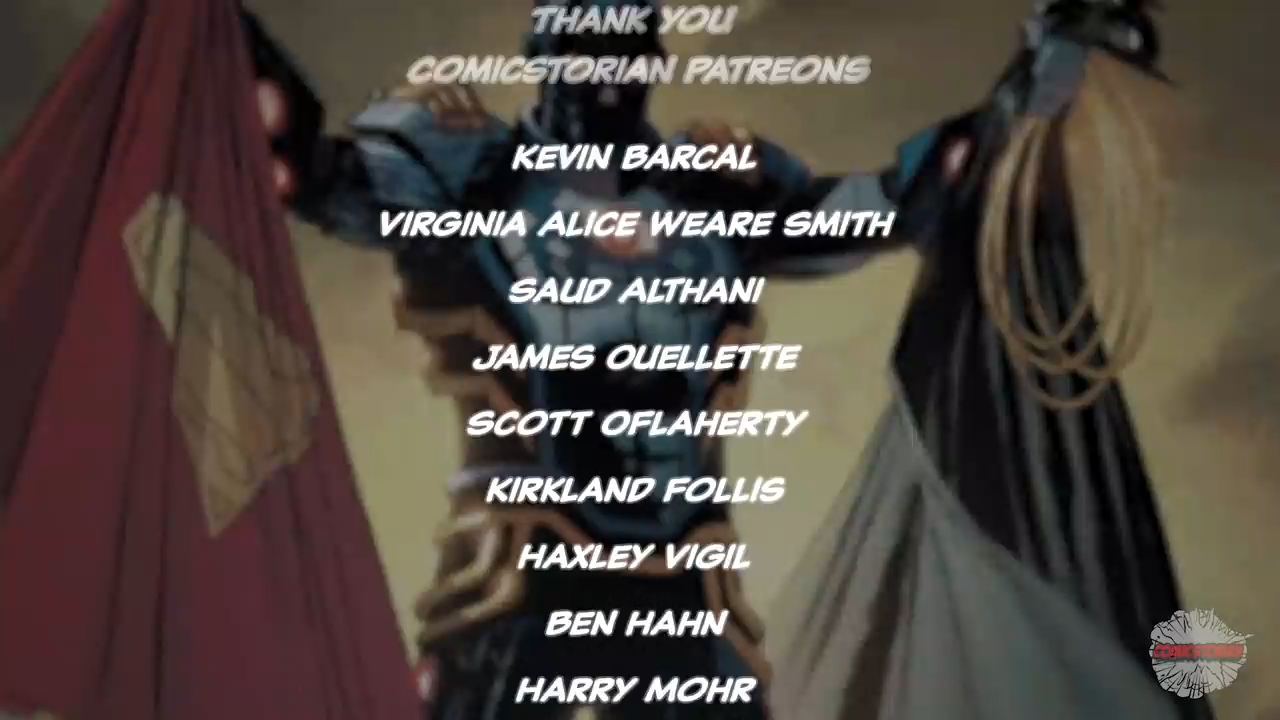 THANK YOU
COMICSTORIAN PATREONS
KEVIN BARCAL
VIRGINIA ALICE WEARE SMITH
SAUD ALTHANI
JAMES OUELLETTE
SCOTT OFLAHERTY
KIRKLAND FOLLIS
HAXLEY VIGIL
BEN HAHN
HARRY MOHR
COMICSTORIAN